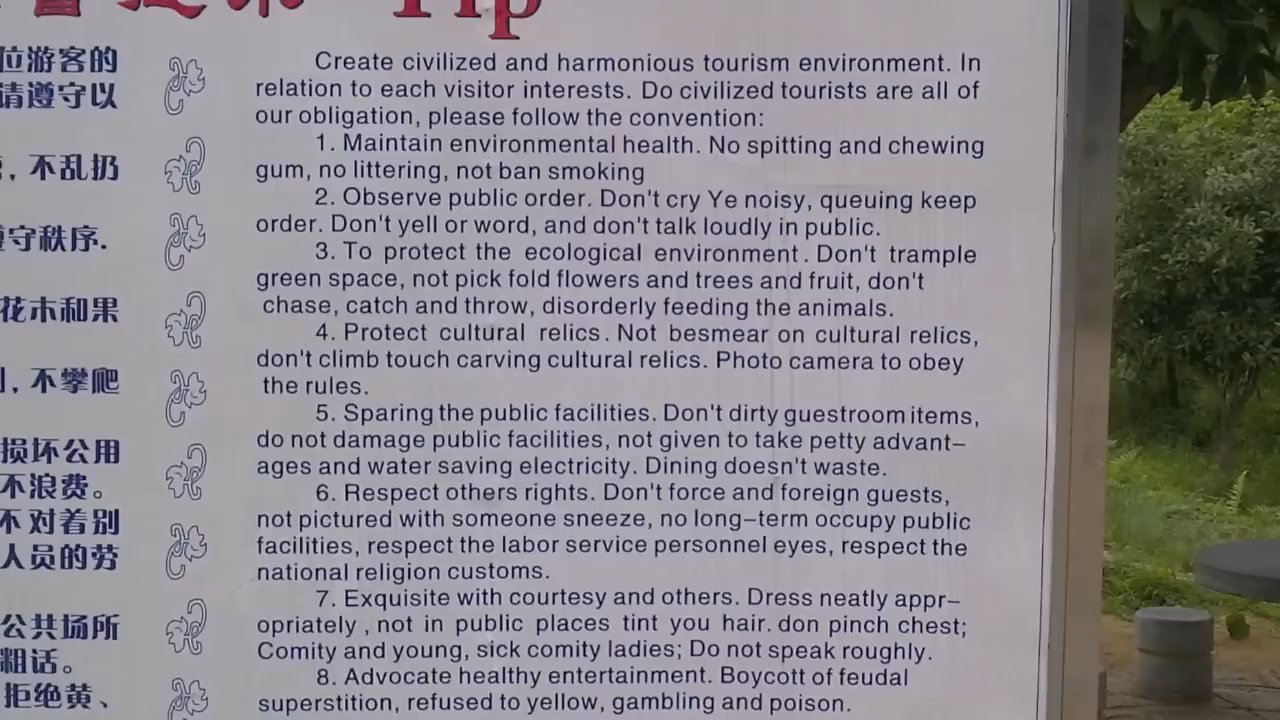 Tip
位游客的
请遵守以
，不乱扔
守秩序.
花木和果
，不攀爬
损坏公用
不浪费。
不对着别
人员的劳
公共场所
粗话。
拒绝黄、
Create civilized and harmonious tourism environment. In
relation to each visitor interests. Do civilized tourists are all of
our obligation, please follow the convention:
1. Maintain environmental health. No spitting and chewing
gum, no littering, not ban smoking
2. Observe public order. Don't cry Ye noisy, queuing keep
order. Don't yell or word, and don't talk loudly in public.
3. To protect the ecological environment. Don't trample
green space, not pick fold flowers and trees and fruit, don't
chase, catch and throw, disorderly feeding the animals.
4. Protect cultural relics. Not besmear on cultural relics,
don't climb touch carving cultural relics. Photo camera to obey
the rules.
5. Sparing the public facilities. Don't dirty guestroom items,
do not damage public facilities, not given to take petty advant–
ages and water saving electricity. Dining doesn't waste.
6. Respect others rights. Don't force and foreign guests,
not pictured with someone sneeze, no long–term occupy public
facilities, respect the labor service personnel eyes, respect the
national religion customs.
7. Exquisite with courtesy and others. Dress neatly appr–
opriately , not in public places tint you hair. don pinch chest;
Comity and young, sick comity ladies; Do not speak roughly.
8. Advocate healthy entertainment. Boycott of feudal
superstition, refused to yellow, gambling and poison.